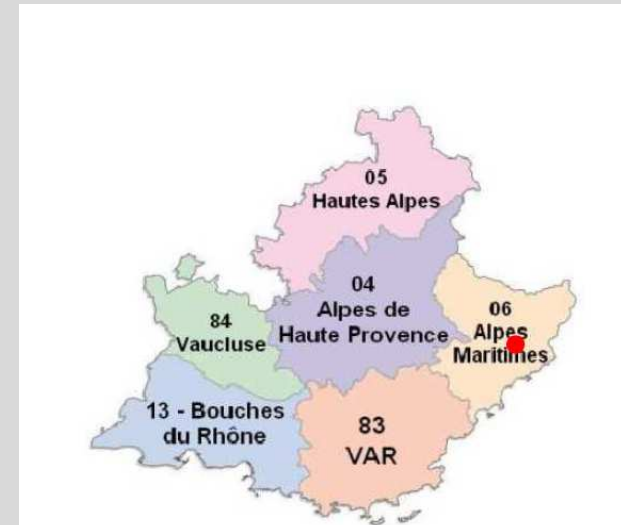 05
Hautes Alpes
04
Alpes de
Haute Provence
06
Alpes
Maritimes
84
Vaucluse
13 - Bouches
du Rhône
83
VAR